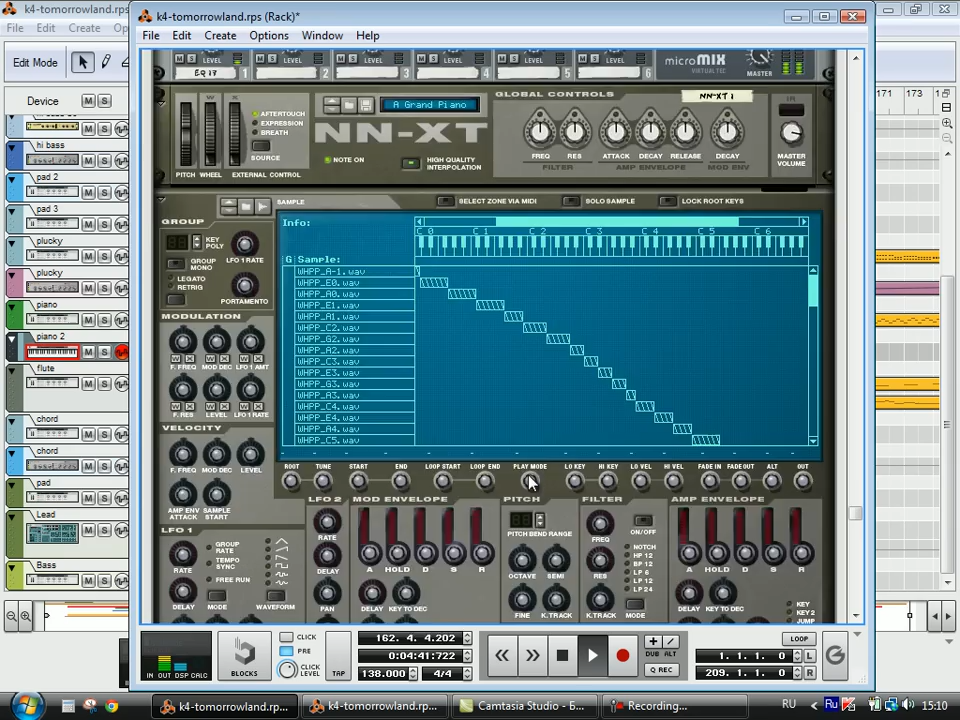 k4-tomorrowland.rps (Rack)*
k4-tomorrowland.rps
File Edit Create
File Edit Create Options Window Help
Edit Mode
Device M S
hi bass
pad 2
pad 3
plucky
plucky
piano
piano 2
flute
chord
chord
pad
Lead
Bass
171 173
M S LEVEL
EQ 17 1 2 3 4 5 6
microMIX
VIRTUAL TEC
MASTER
W X
AFTERTOUCH
EXPRESSION
BREATH
SOURCE
PITCH WHEEL EXTERNAL CONTROL
A Grand Piano
NN-XT
NOTE ON
HIGH QUALITY
INTERPOLATION
GLOBAL CONTROLS
NN-XT 1
FREQ RES ATTACK DECAY RELEASE DECAY
FILTER AMP ENVELOPE MOD ENV
MASTER
VOLUME
SAMPLE
SELECT ZONE VIA MIDI
SOLO SAMPLE
LOCK ROOT KEYS
GROUP
KEY
POLY
GROUP
MONO
LFO 1 RATE
LEGATO
RETRIG
PORTAMENTO
Info:
C 0 C 1 C 2 C 3 C 4 C 5 C 6
G Sample:
WHPP_A-1.wav
WHPP_E0.wav
WHPP_A0.wav
WHPP_E1.wav
WHPP_A1.wav
WHPP_C2.wav
WHPP_G2.wav
WHPP_A2.wav
WHPP_C3.wav
WHPP_E3.wav
WHPP_G3.wav
WHPP_A3.wav
WHPP_C4.wav
WHPP_E4.wav
WHPP_A4.wav
WHPP_C5.wav
MODULATION
F. FREQ MOD DEC LFO 1 AMT
F. RES LEVEL LFO 1 RATE
VELOCITY
F. FREQ MOD DEC LEVEL
AMP ENV
ATTACK
SAMPLE
START
ROOT TUNE START END LOOP START LOOP END PLAY MODE LO KEY HI KEY LO VEL HI VEL FADE IN FADE OUT ALT OUT
LFO 1
RATE
DELAY
GROUP
RATE
TEMPO
SYNC
FREE RUN
MODE
WAVEFORM
LFO 2
RATE
DELAY
PAN
MOD ENVELOPE
A HOLD D S R
DELAY KEY TO DEC
PITCH
PITCH BEND RANGE
OCTAVE SEMI
FINE K.TRACK
FILTER
ON/OFF
FREQ
RES
K.TRACK
NOTCH
HP 12
BP 12
LP 6
LP 12
LP 24
MODE
AMP ENVELOPE
A HOLD D S R
DELAY KEY TO DEC
KEY
KEY 2
JUMP
IN OUT DSP CALC
BLOCKS
CLICK
PRE
CLICK
LEVEL
TAP
162. 4. 4.202
0:04:41:722
138.000 4/4
DUB ALT
Q REC
LOOP
1. 1. 1. 0 L
209. 1. 1. 0 R
k4-tomorrowland.rps...
k4-tomorrowland.rps...
Camtasia Studio - Б...
Recording...
RU
Ru
15:10